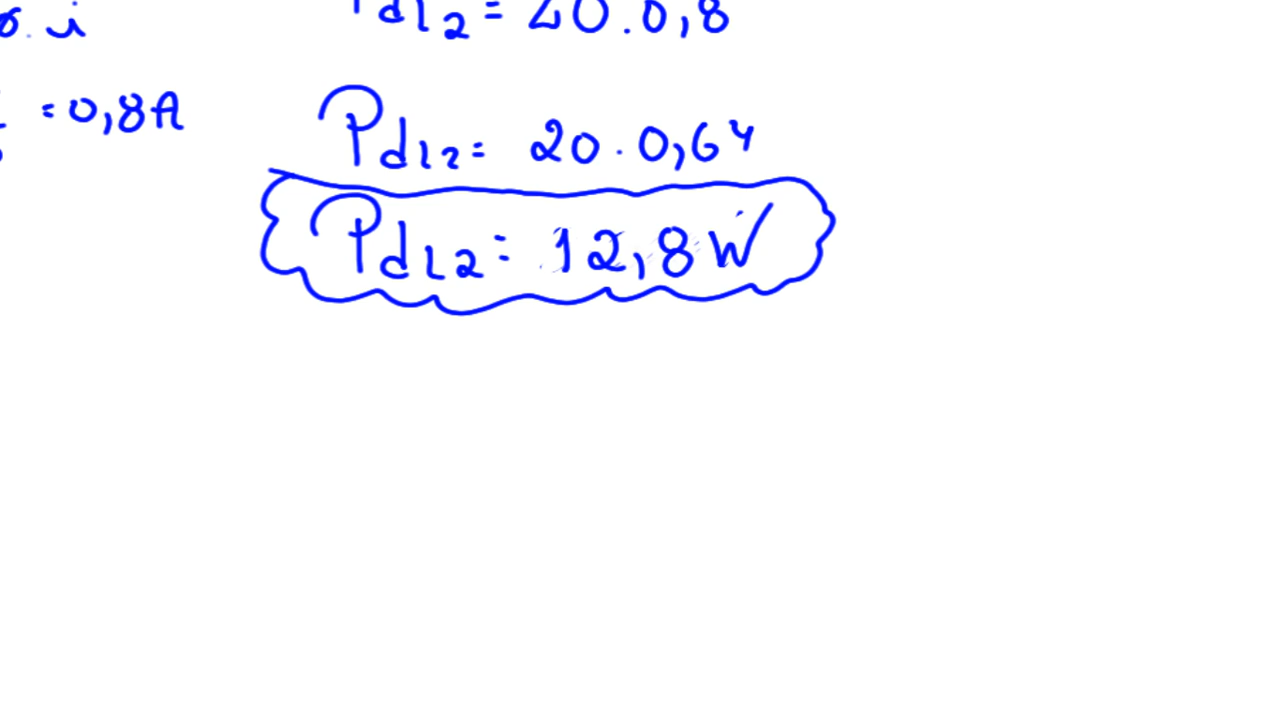 . i
PdL2 = 20.0,8
= 0,8A
PdL2 = 20.0,64
PdL2 = 12,8W